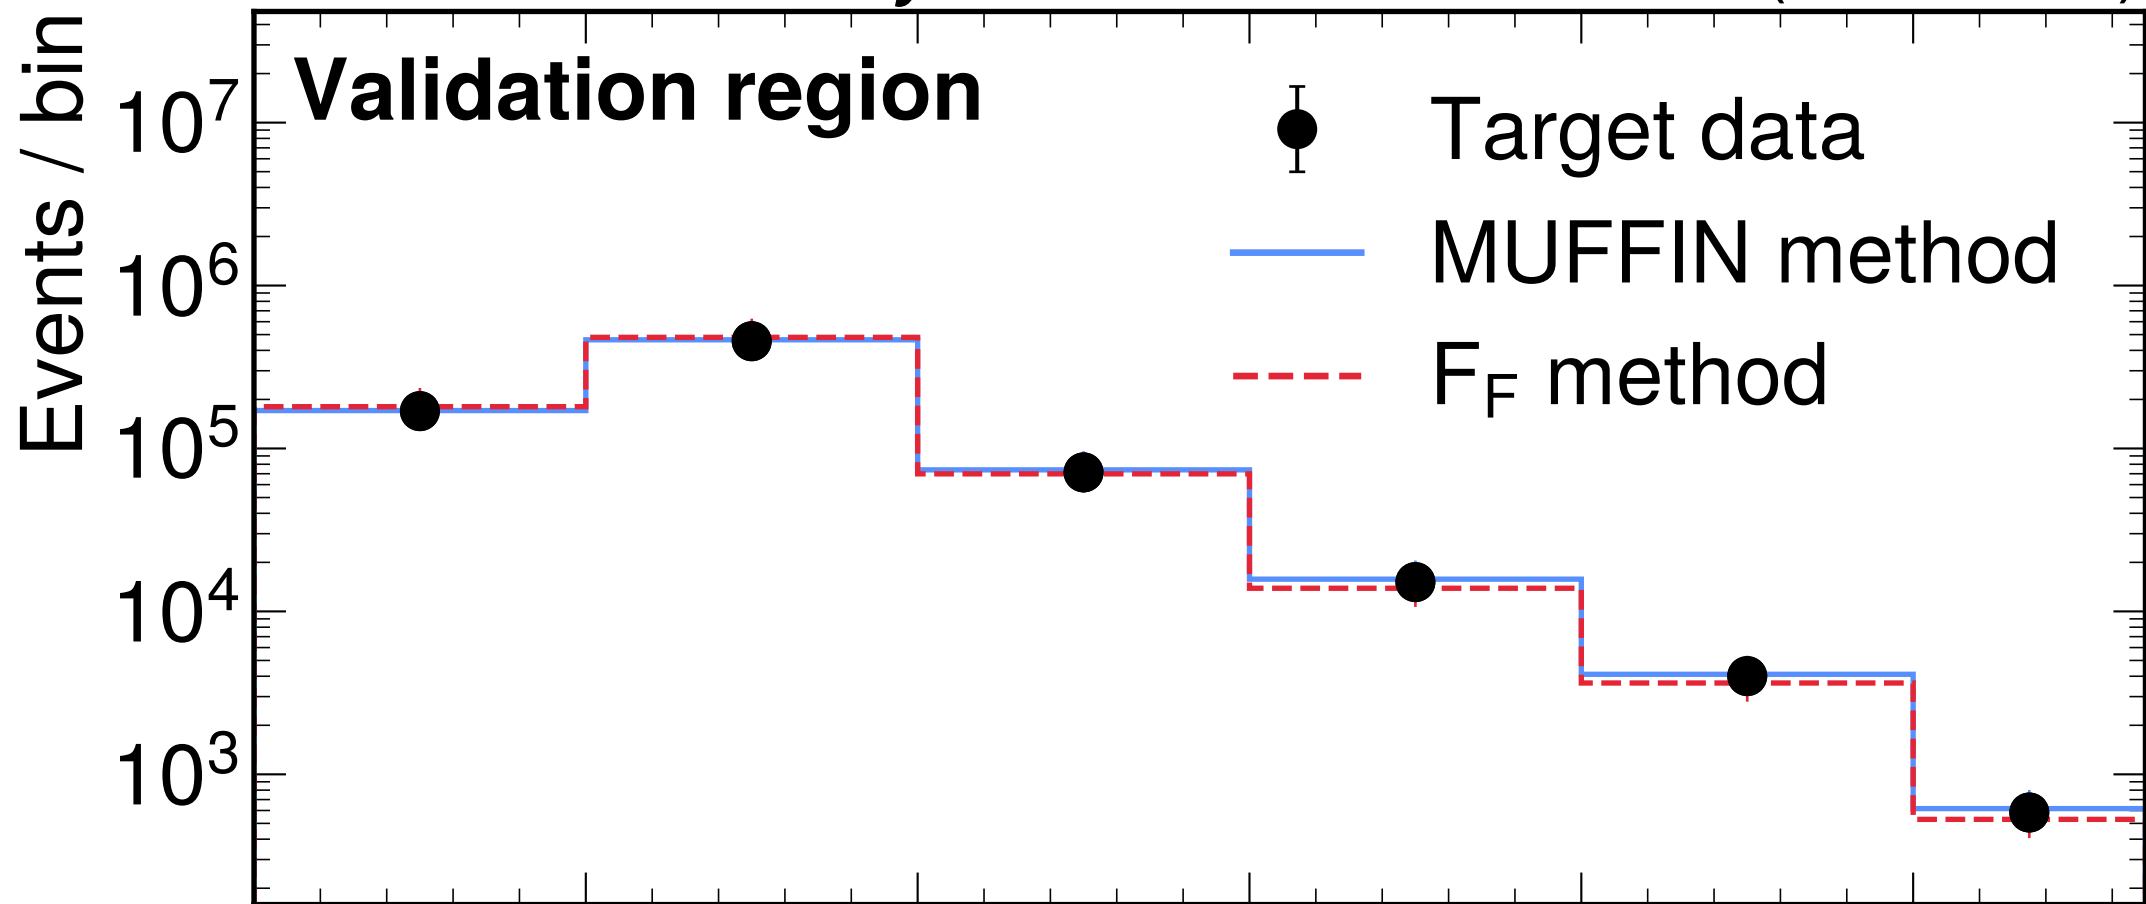 Validation region
Target data
MUFFIN method
F_F method
Events / bin
10^7
10^6
10^5
10^4
10^3